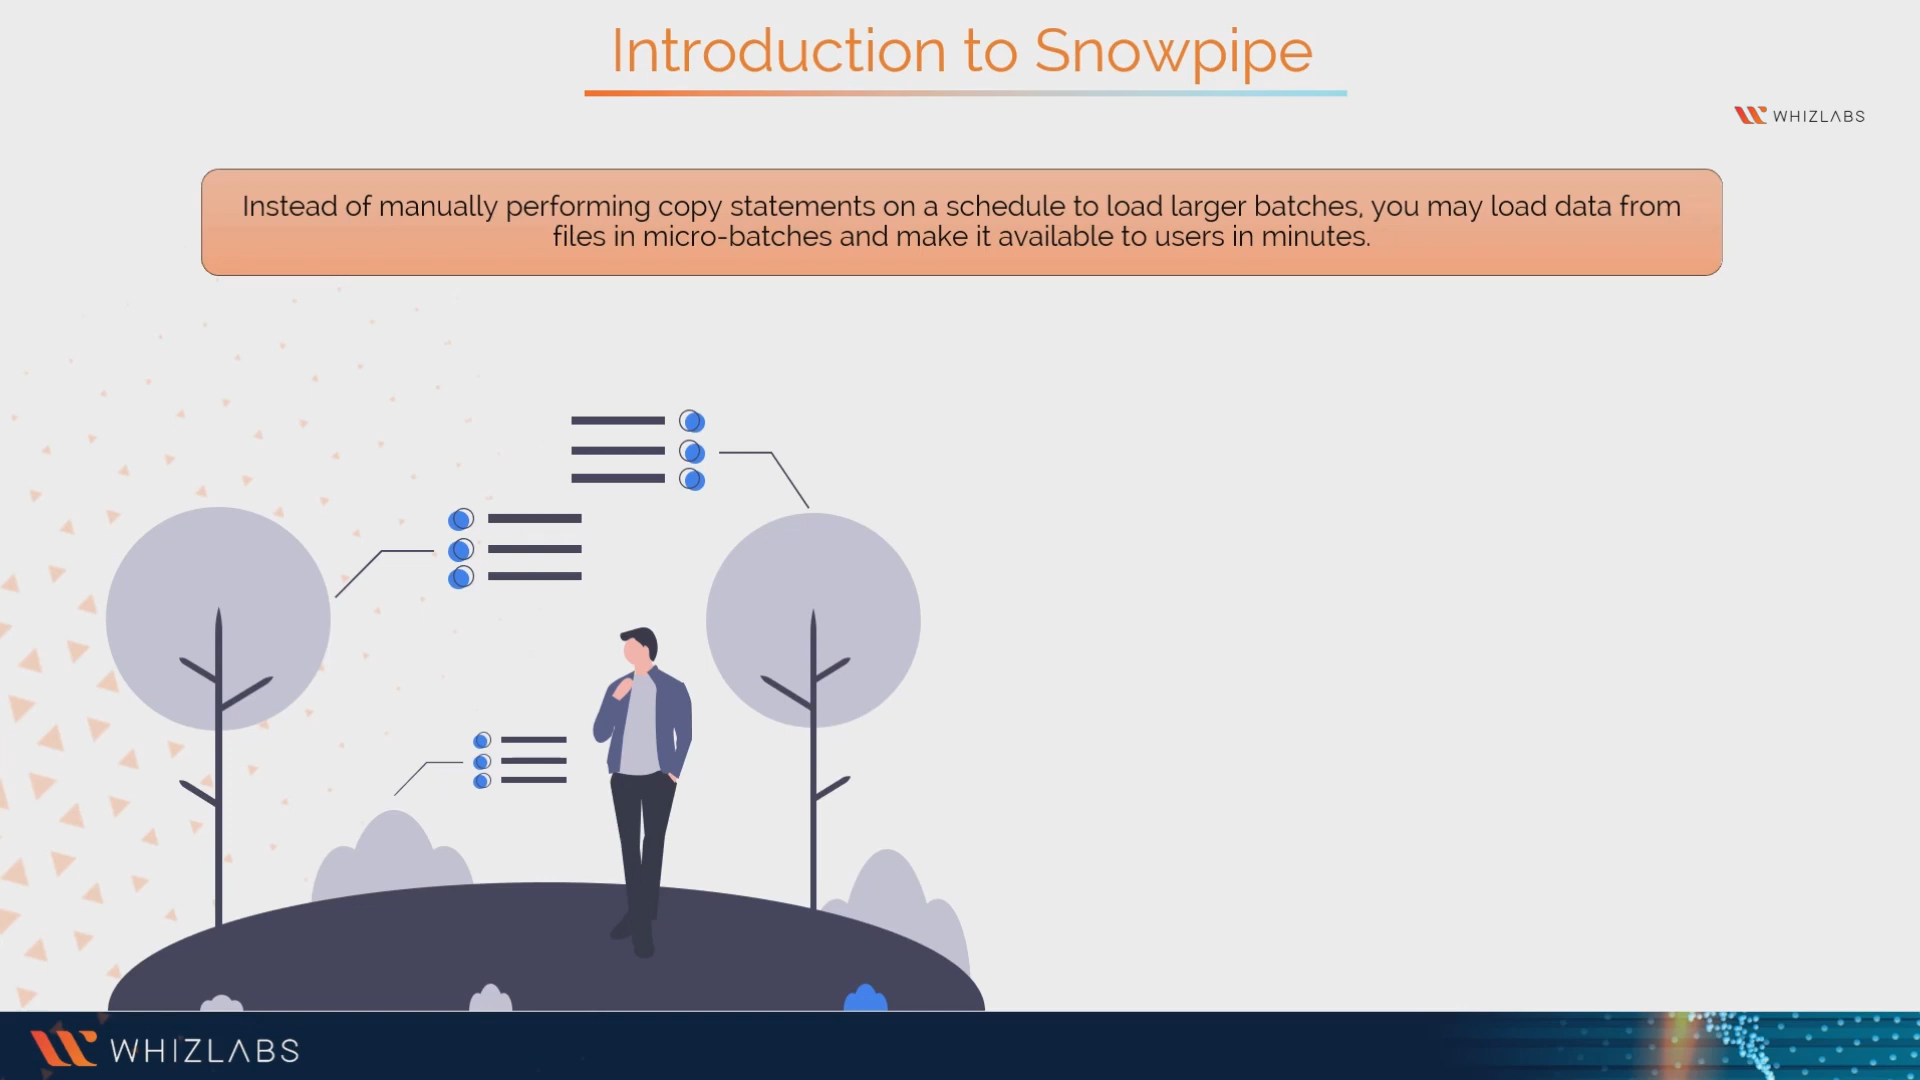 Introduction to Snowpipe
WHIZLABS
Instead of manually performing copy statements on a schedule to load larger batches, you may load data from
files in micro-batches and make it available to users in minutes.
WHIZLABS